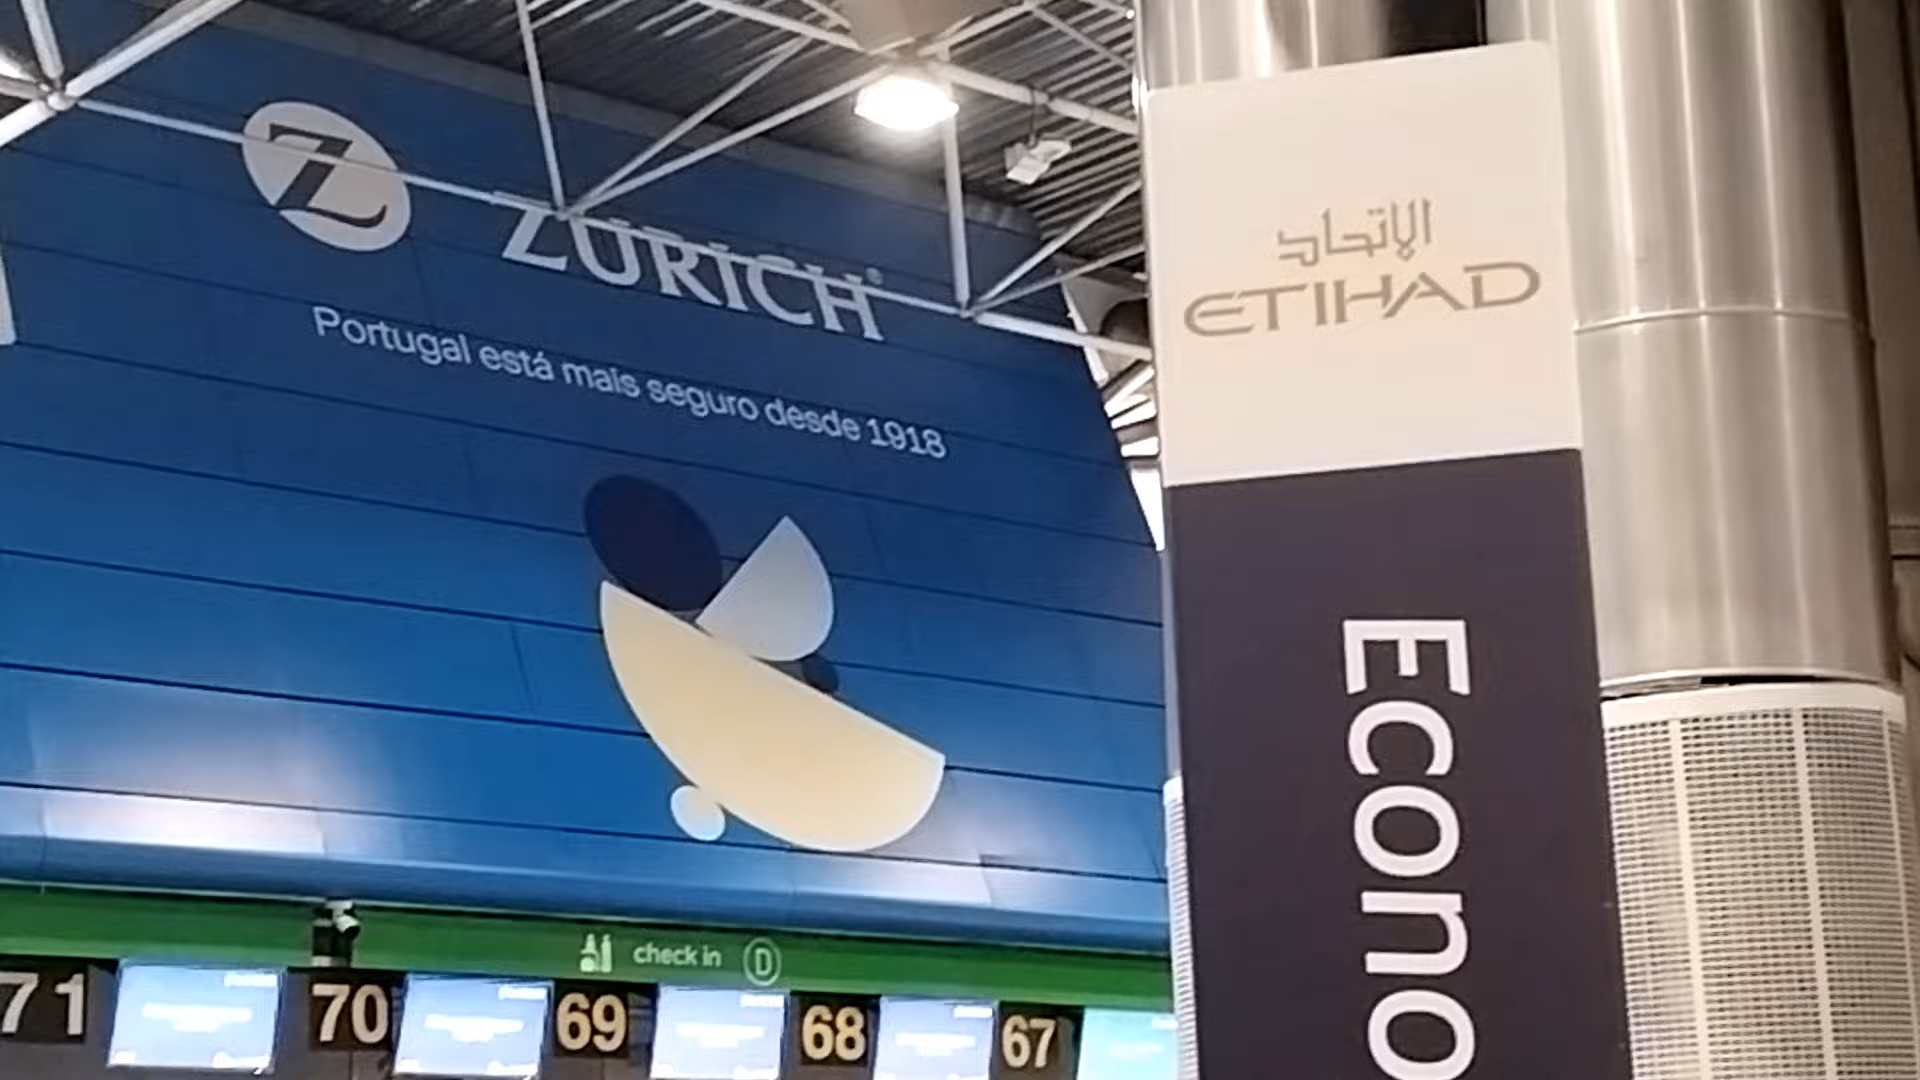 Z
ZURICH®
Portugal está mais seguro desde 1918
الإتحاد
ETIHAD
Econo
check in D
71
70
69
68
67